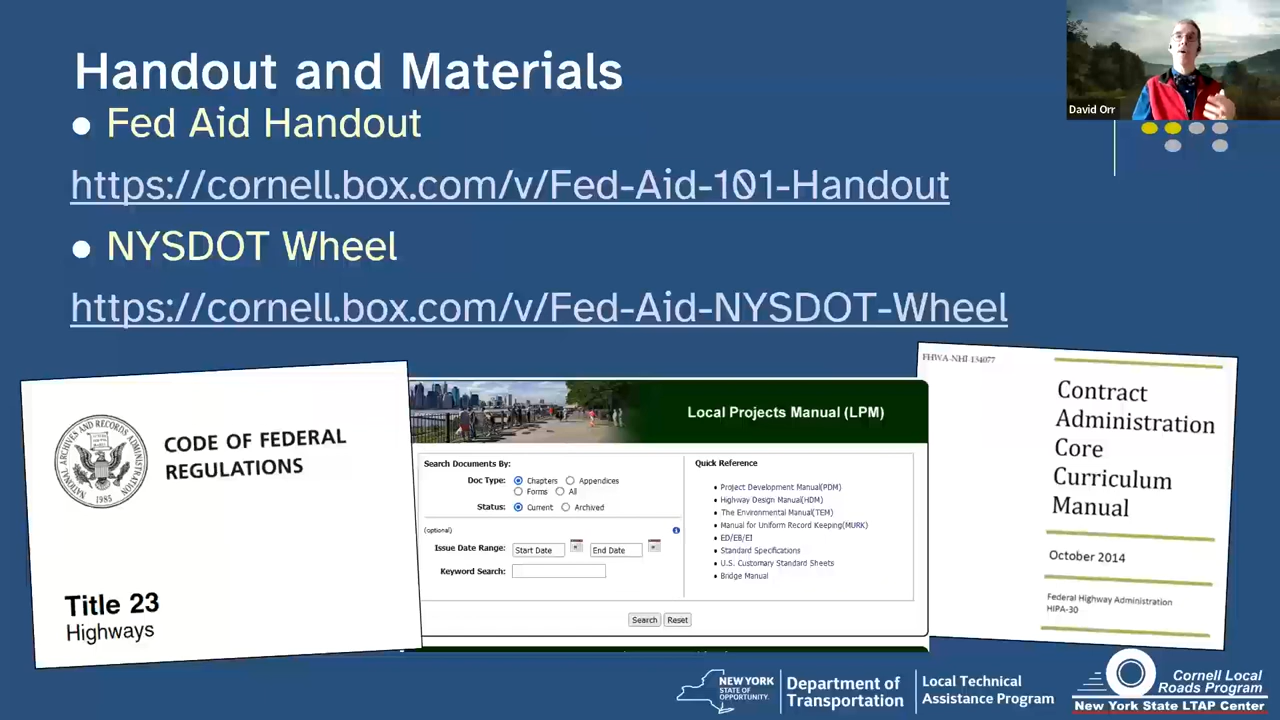 Handout and Materials
David Orr
● Fed Aid Handout
https://cornell.box.com/v/Fed-Aid-101-Handout
● NYSDOT Wheel
https://cornell.box.com/v/Fed-Aid-NYSDOT-Wheel
CODE OF FEDERAL
REGULATIONS
1985
Title 23
Highways
Local Projects Manual (LPM)
Search Documents By:
Doc Type: Chapters Appendices
Forms All
Status: Current Archived
(optional)
Issue Date Range: Start Date End Date
Keyword Search:
Quick Reference
Project Development Manual(PDM)
Highway Design Manual(HDM)
The Environmental Manual(TEM)
Manual for Uniform Record Keeping(MURK)
ED/EB/EI
Standard Specifications
U.S. Customary Standard Sheets
Bridge Manual
Search Reset
FHWA-NHI-134077
Contract
Administration
Core
Curriculum
Manual
October 2014
Federal Highway Administration
HIPA-30
NEW YORK
STATE OF
OPPORTUNITY.
Department of
Transportation
Local Technical
Assistance Program
Cornell Local
Roads Program
New York State LTAP Center